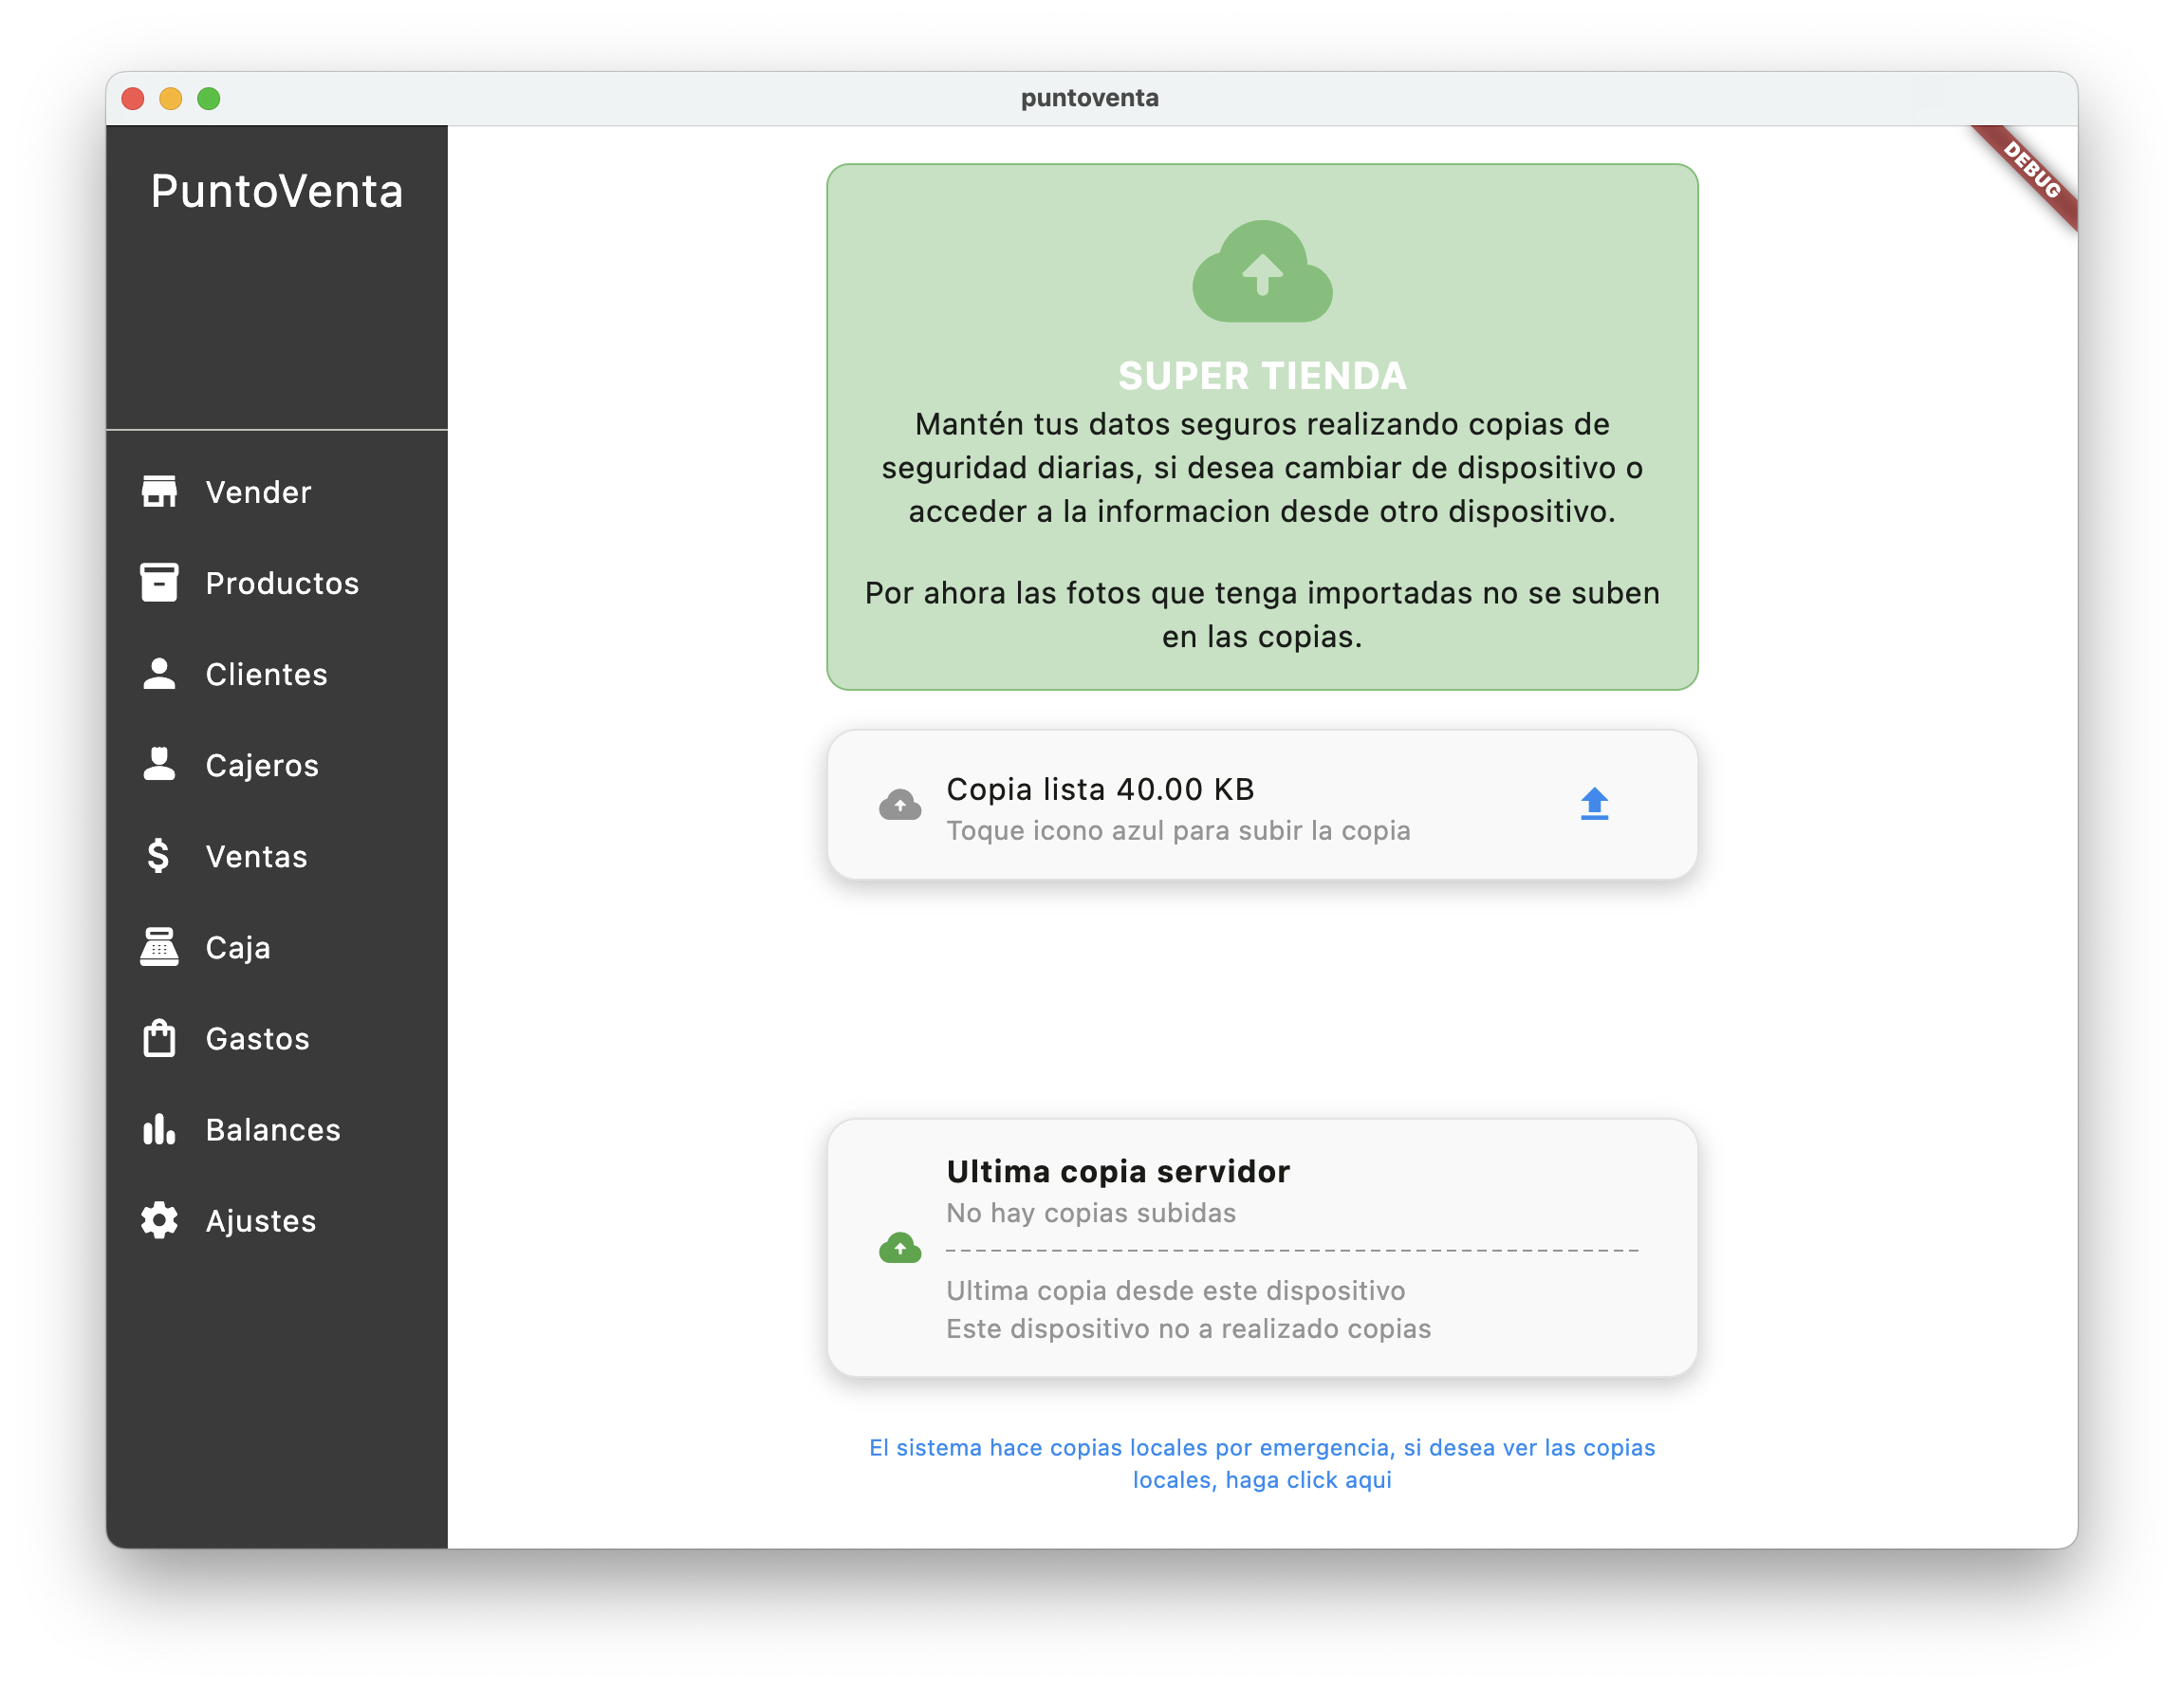 puntoventa
DEBUG
PuntoVenta
Vender
Productos
Clientes
Cajeros
Ventas
Caja
Gastos
Balances
Ajustes
SUPER TIENDA
Mantén tus datos seguros realizando copias de
seguridad diarias, si desea cambiar de dispositivo o
acceder a la informacion desde otro dispositivo.
Por ahora las fotos que tenga importadas no se suben
en las copias.
Copia lista 40.00 KB
Toque icono azul para subir la copia
Ultima copia servidor
No hay copias subidas
Ultima copia desde este dispositivo
Este dispositivo no a realizado copias
El sistema hace copias locales por emergencia, si desea ver las copias
locales, haga click aqui